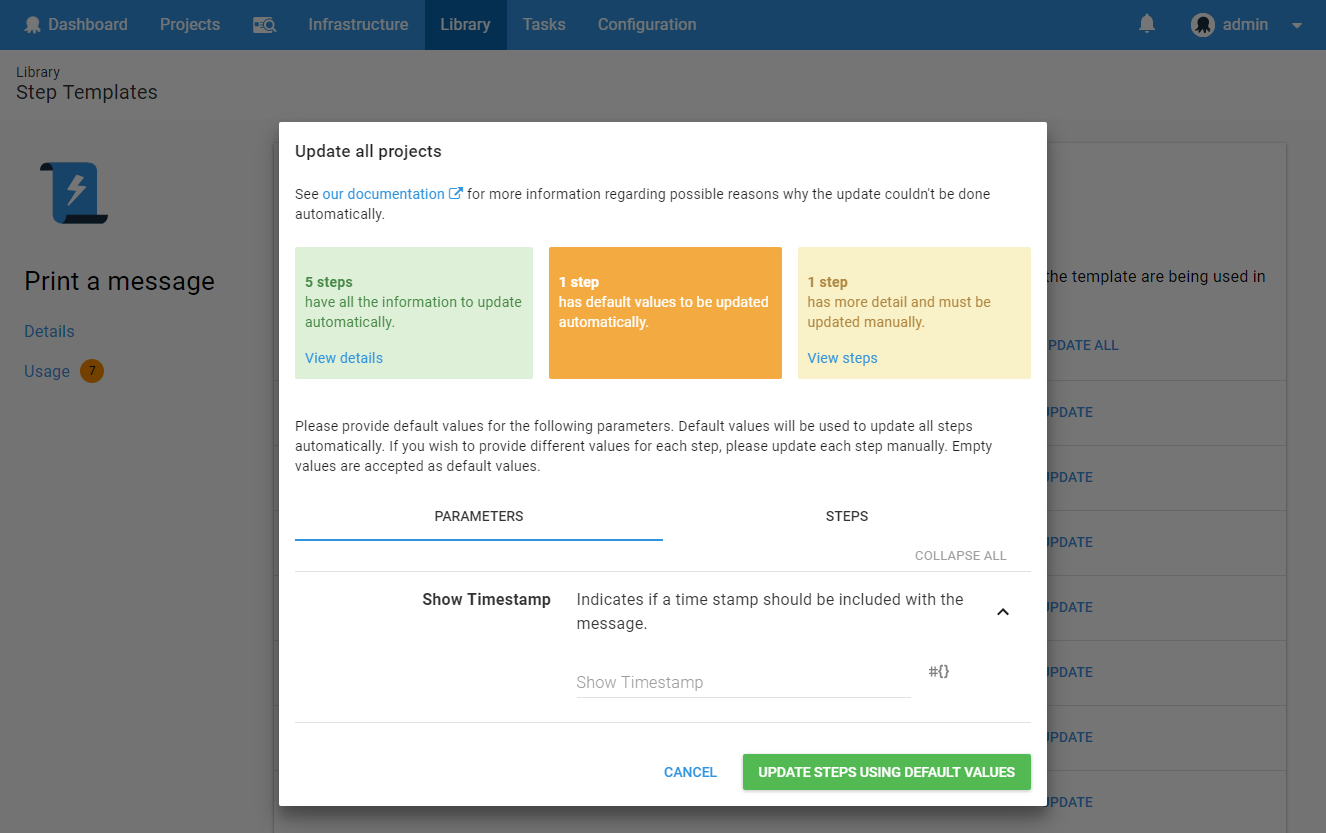 Dashboard Projects Infrastructure Library Tasks Configuration admin
Library
Step Templates
Print a message
Details
Usage 7
the template are being used in
PDATE ALL
UPDATE
UPDATE
UPDATE
UPDATE
UPDATE
UPDATE
UPDATE
Update all projects
See our documentation for more information regarding possible reasons why the update couldn't be done
automatically.
5 steps
have all the information to update
automatically.
View details
1 step
has default values to be updated
automatically.
1 step
has more detail and must be
updated manually.
View steps
Please provide default values for the following parameters. Default values will be used to update all steps
automatically. If you wish to provide different values for each step, please update each step manually. Empty
values are accepted as default values.
PARAMETERS STEPS
COLLAPSE ALL
Show Timestamp
Indicates if a time stamp should be included with the
message.
Show Timestamp
#{}
CANCEL UPDATE STEPS USING DEFAULT VALUES